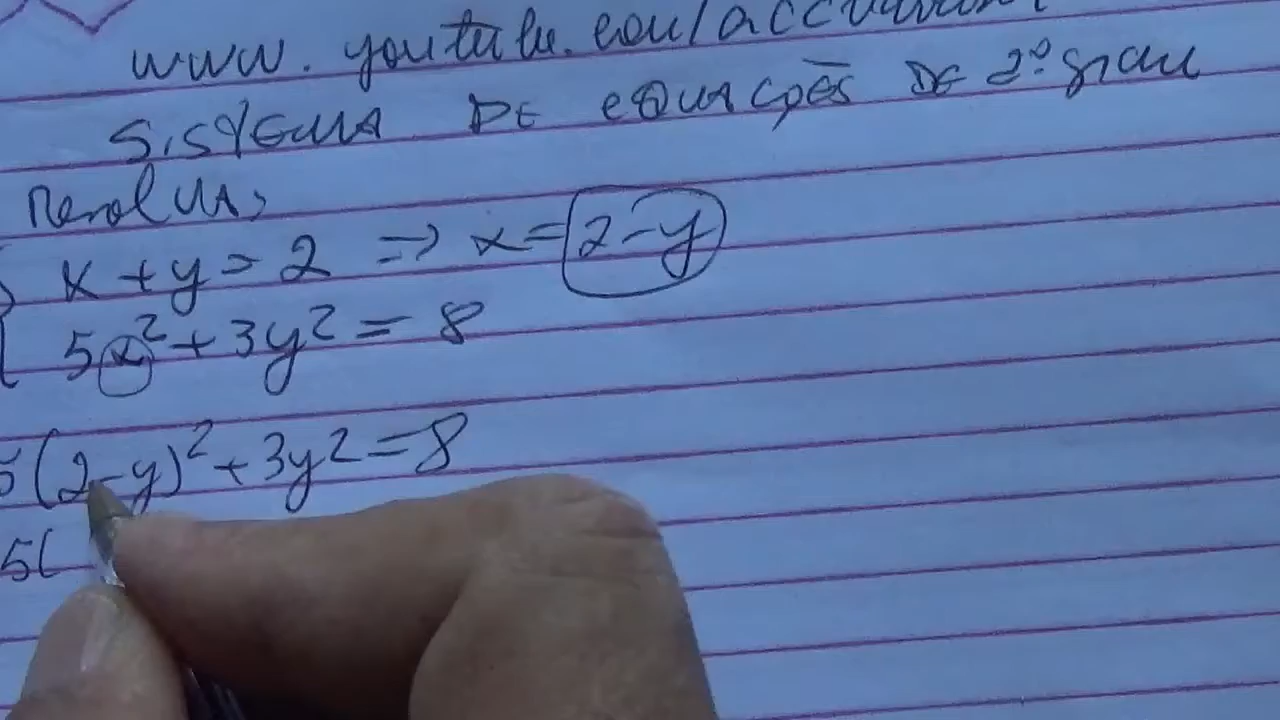 www.youtube.com/
SISTEMA DE EQUAÇÕES DE 2º grau
Resolva,
x + y = 2 => x = 2 - y
5x² + 3y² = 8
5(2-y)² + 3y² = 8
5(